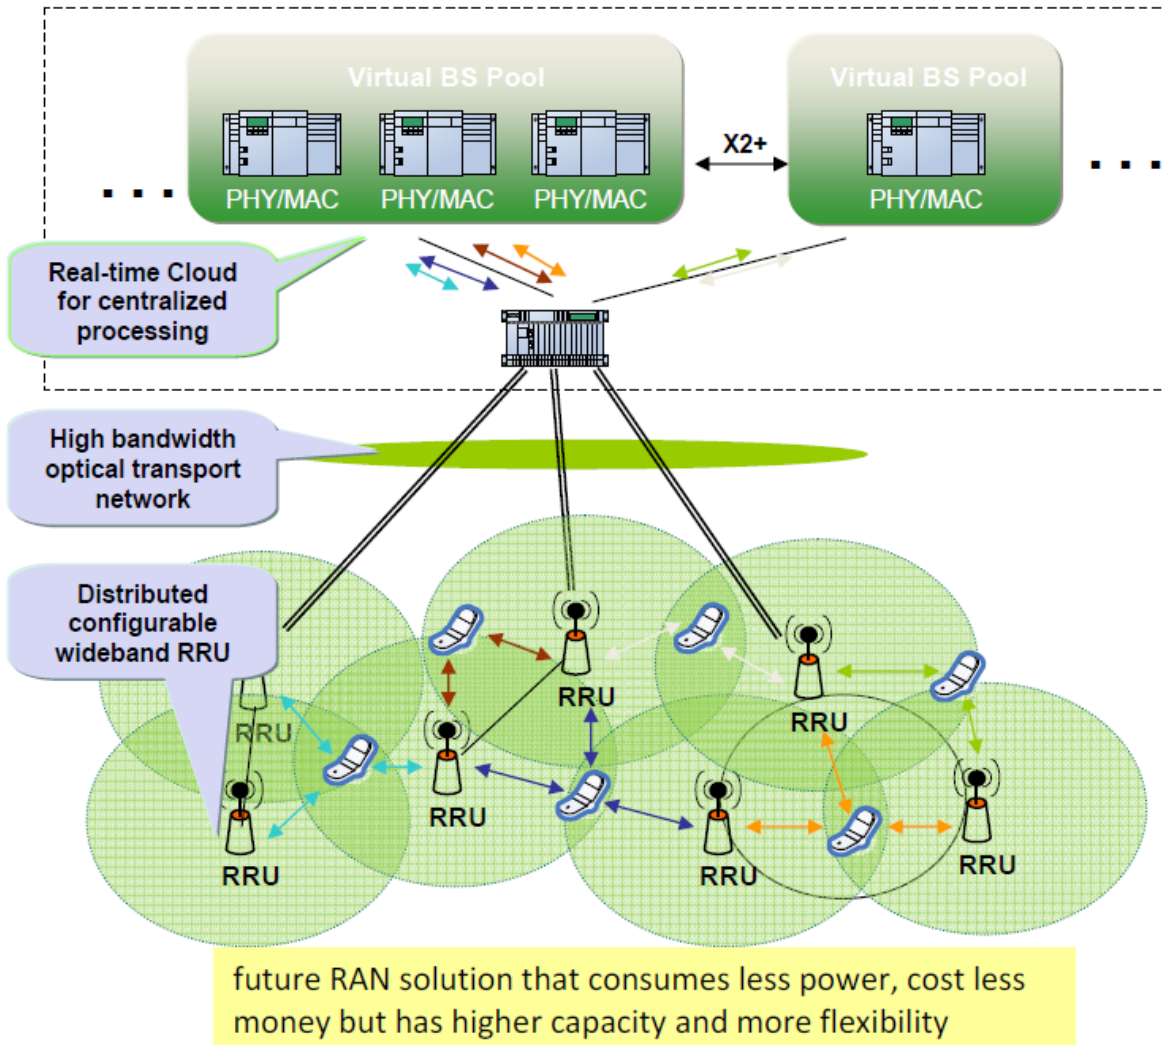 Virtual BS Pool
Virtual BS Pool
X2+
. . .
PHY/MAC
PHY/MAC
PHY/MAC
PHY/MAC
. . .
Real-time Cloud
for centralized
processing
High bandwidth
optical transport
network
Distributed
configurable
wideband RRU
RRU
RRU
RRU
RRU
RRU
RRU
RRU
future RAN solution that consumes less power, cost less
money but has higher capacity and more flexibility